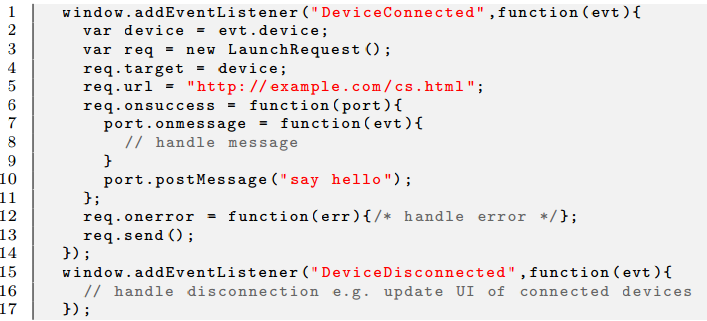 1 window.addEventListener("DeviceConnected",function(evt){
2 var device = evt.device;
3 var req = new LaunchRequest();
4 req.target = device;
5 req.url = "http://example.com/cs.html";
6 req.onsuccess = function(port){
7 port.onmessage = function(evt){
8 // handle message
9 }
10 port.postMessage("say hello");
11 };
12 req.onerror = function(err){/* handle error */};
13 req.send();
14 });
15 window.addEventListener("DeviceDisconnected",function(evt){
16 // handle disconnection e.g. update UI of connected devices
17 });